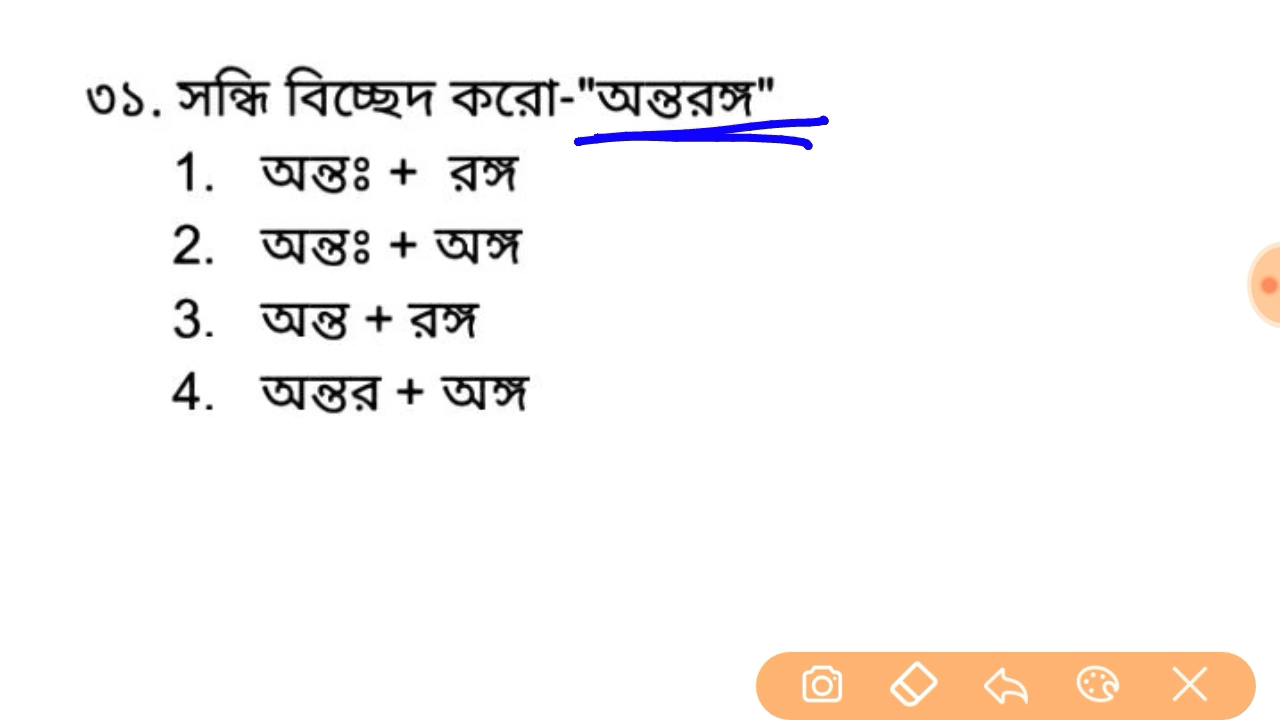 ৩১. সন্ধি বিচ্ছেদ করো-"অন্তরঙ্গ"
1. অন্তঃ + রঙ্গ
2. অন্তঃ + অঙ্গ
3. অন্ত + রঙ্গ
4. অন্তর + অঙ্গ